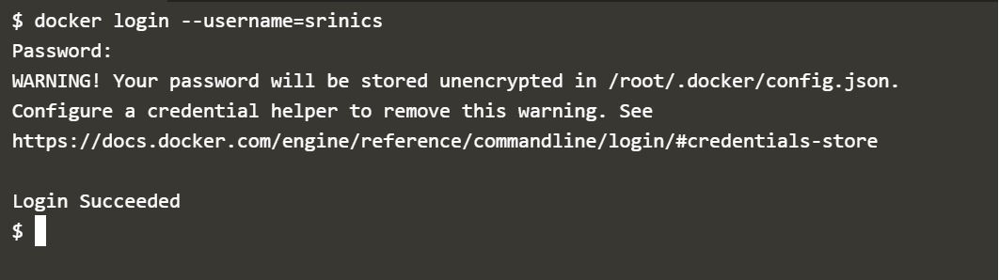 $ docker login --username=srinics
Password:
WARNING! Your password will be stored unencrypted in /root/.docker/config.json.
Configure a credential helper to remove this warning. See
https://docs.docker.com/engine/reference/commandline/login/#credentials-store
Login Succeeded
$